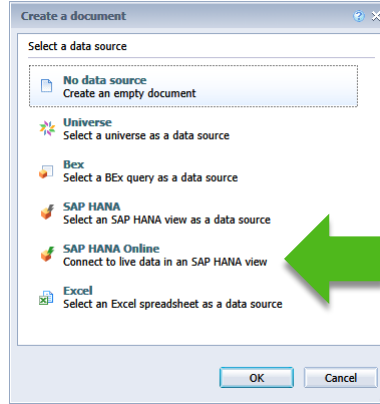 Create a document
Select a data source
No data source
Create an empty document
Universe
Select a universe as a data source
Bex
Select a BEx query as a data source
SAP HANA
Select an SAP HANA view as a data source
SAP HANA Online
Connect to live data in an SAP HANA view
Excel
Select an Excel spreadsheet as a data source
OK Cancel